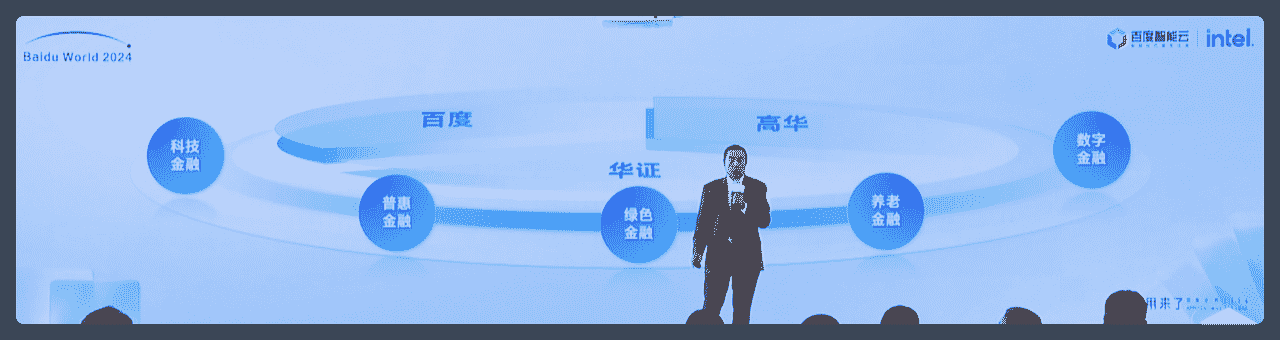 Baidu World 2024
百度智能云
intel.
百度
高华
华证
科技
金融
普惠
金融
绿色
金融
养老
金融
数字
金融
用来了